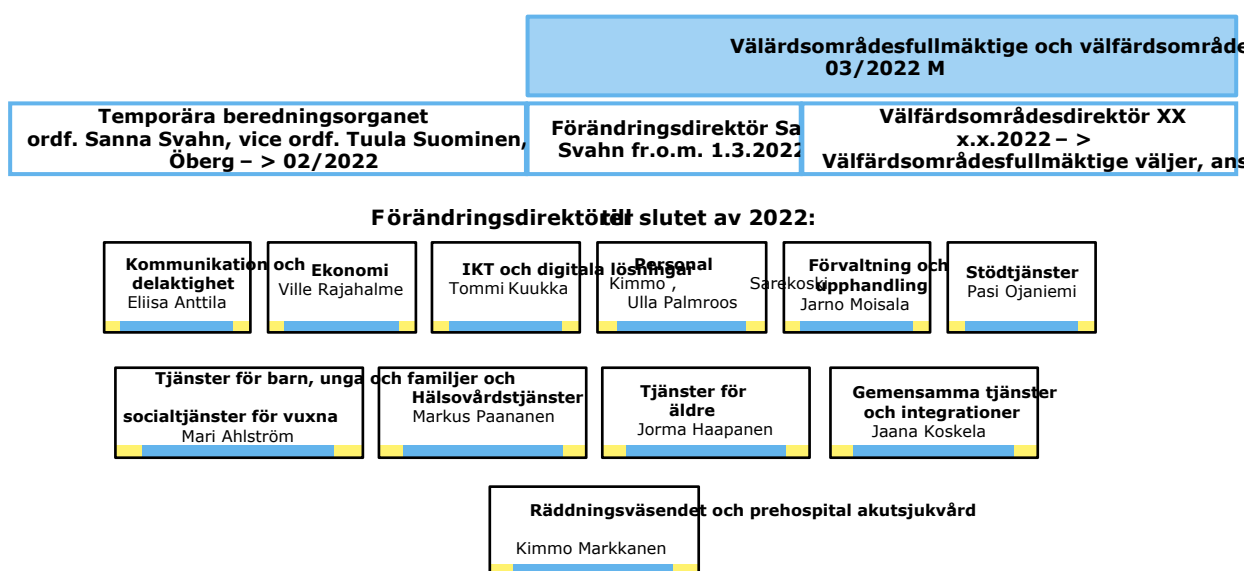 Välärdsområdesfullmäktige och välfärdsområde
03/2022 M
Temporära beredningsorganet
ordf. Sanna Svahn, vice ordf. Tuula Suominen,
Öberg – > 02/2022
Förändringsdirektör Sa
Svahn fr.o.m. 1.3.2022
Välfärdsområdesdirektör XX
x.x.2022 – >
Välfärdsområdesfullmäktige väljer, ans
Förändringsdirektörer till slutet av 2022:
Kommunikation och
delaktighet
Eliisa Anttila
Ekonomi
Ville Rajahalme
IKT och digitala lösningar
Tommi Kuukka
Personal
Kimmo Sarekoski,
Ulla Palmroos
Förvaltning och
upphandling
Jarno Moisala
Stödtjänster
Pasi Ojaniemi
Tjänster för barn, unga och familjer och
socialtjänster för vuxna
Mari Ahlström
Hälsovårdstjänster
Markus Paananen
Tjänster för
äldre
Jorma Haapanen
Gemensamma tjänster
och integrationer
Jaana Koskela
Räddningsväsendet och prehospital akutsjukvård
Kimmo Markkanen